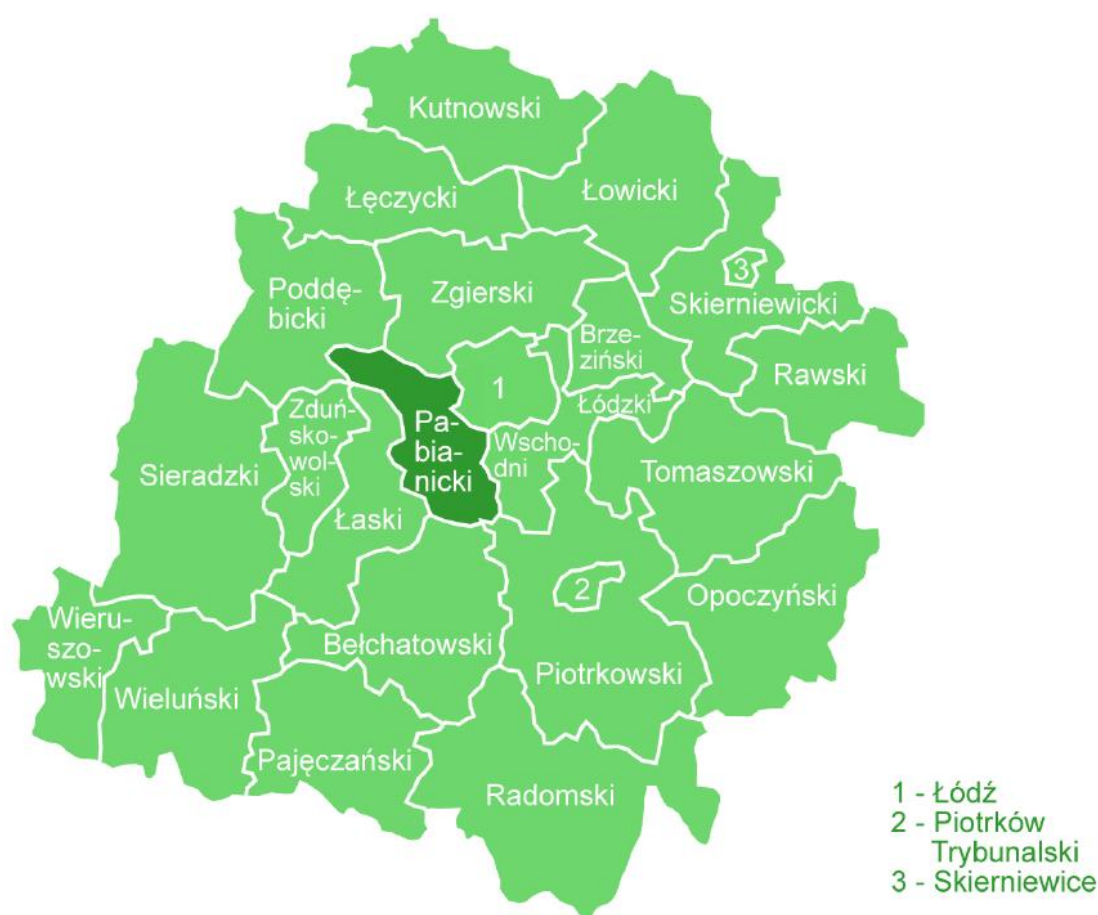 Kutnowski
Łęczycki
Łowicki
3
Skierniewicki
Poddę-
bicki
Zgierski
Brze-
ziński
Rawski
1
Łódzki
Wscho-
dni
Zduń-
sko-
wol-
ski
Pa-
bia-
nicki
Sieradzki
Łaski
Tomaszowski
2
Opoczyński
Wieru-
szo-
wski
Bełchatowski
Piotrkowski
Wieluński
Pajęczański
Radomski
1 - Łódź
2 - Piotrków
Trybunalski
3 - Skierniewice